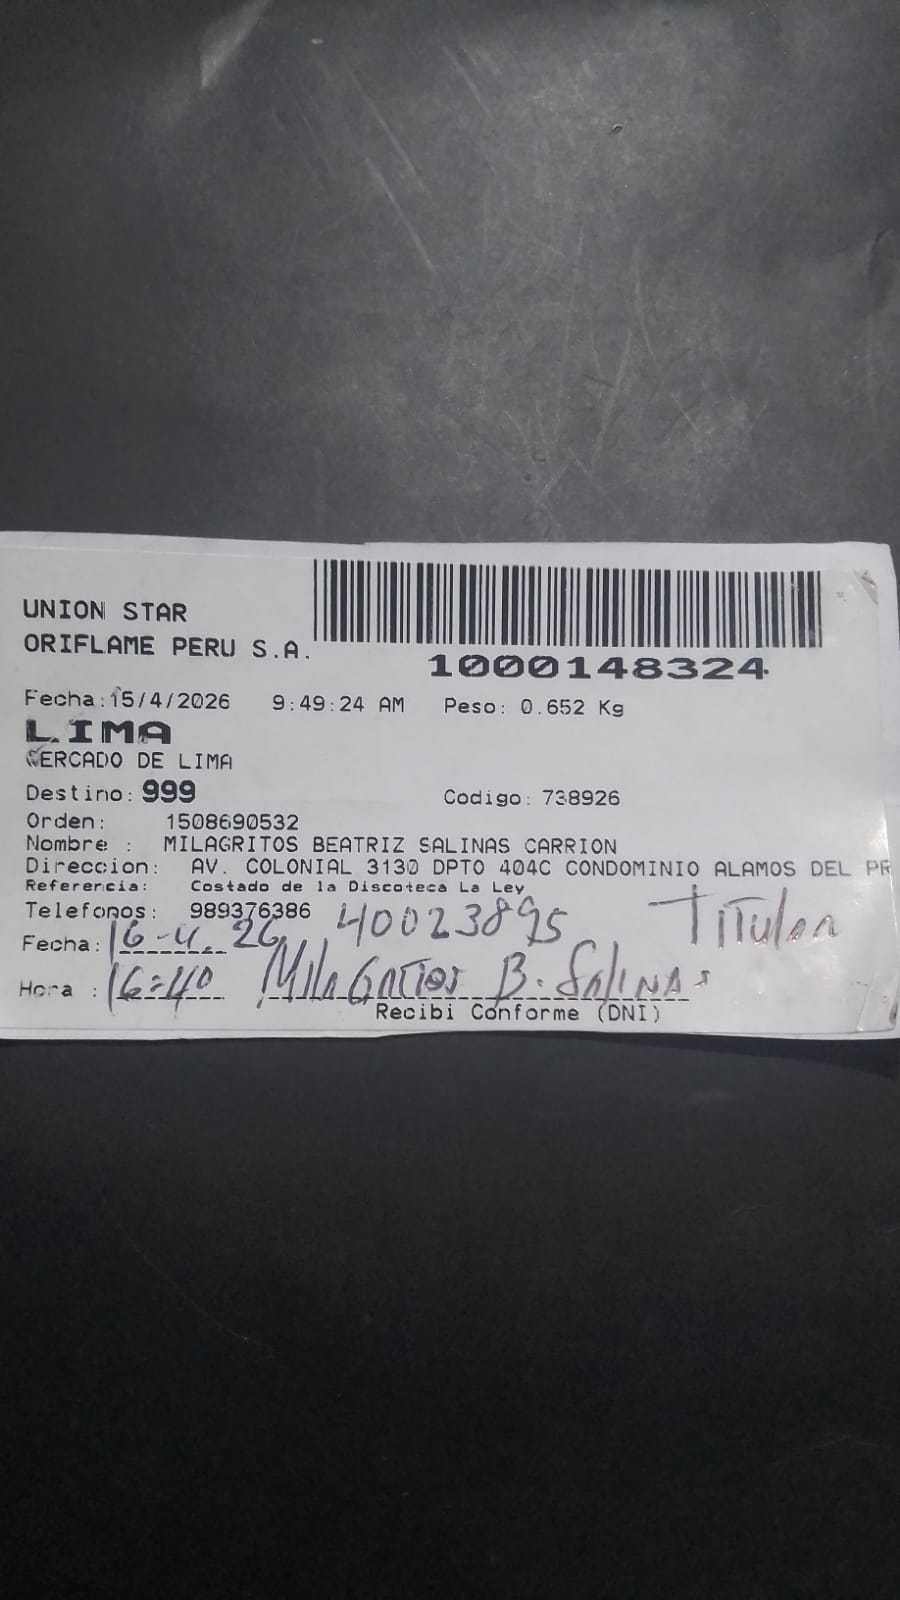 UNION STAR
ORIFLAME PERU S.A.
1000148324
Fecha:15/4/2026 9:49:24 AM Peso: 0.652 Kg
LIMA
CERCADO DE LIMA
Destino: 999 Codigo: 738926
Orden: 1508690532
Nombre : MILAGRITOS BEATRIZ SALINAS CARRION
Direccion: AV. COLONIAL 3130 DPTO 404C CONDOMINIO ALAMOS DEL PR
Referencia: Costado de la Discoteca La Ley
Telefonos: 989376386 40023895 Titular
Fecha: 16-4.26
Hora : 16:40 Milagritos B. Salinas
Recibi Conforme (DNI)